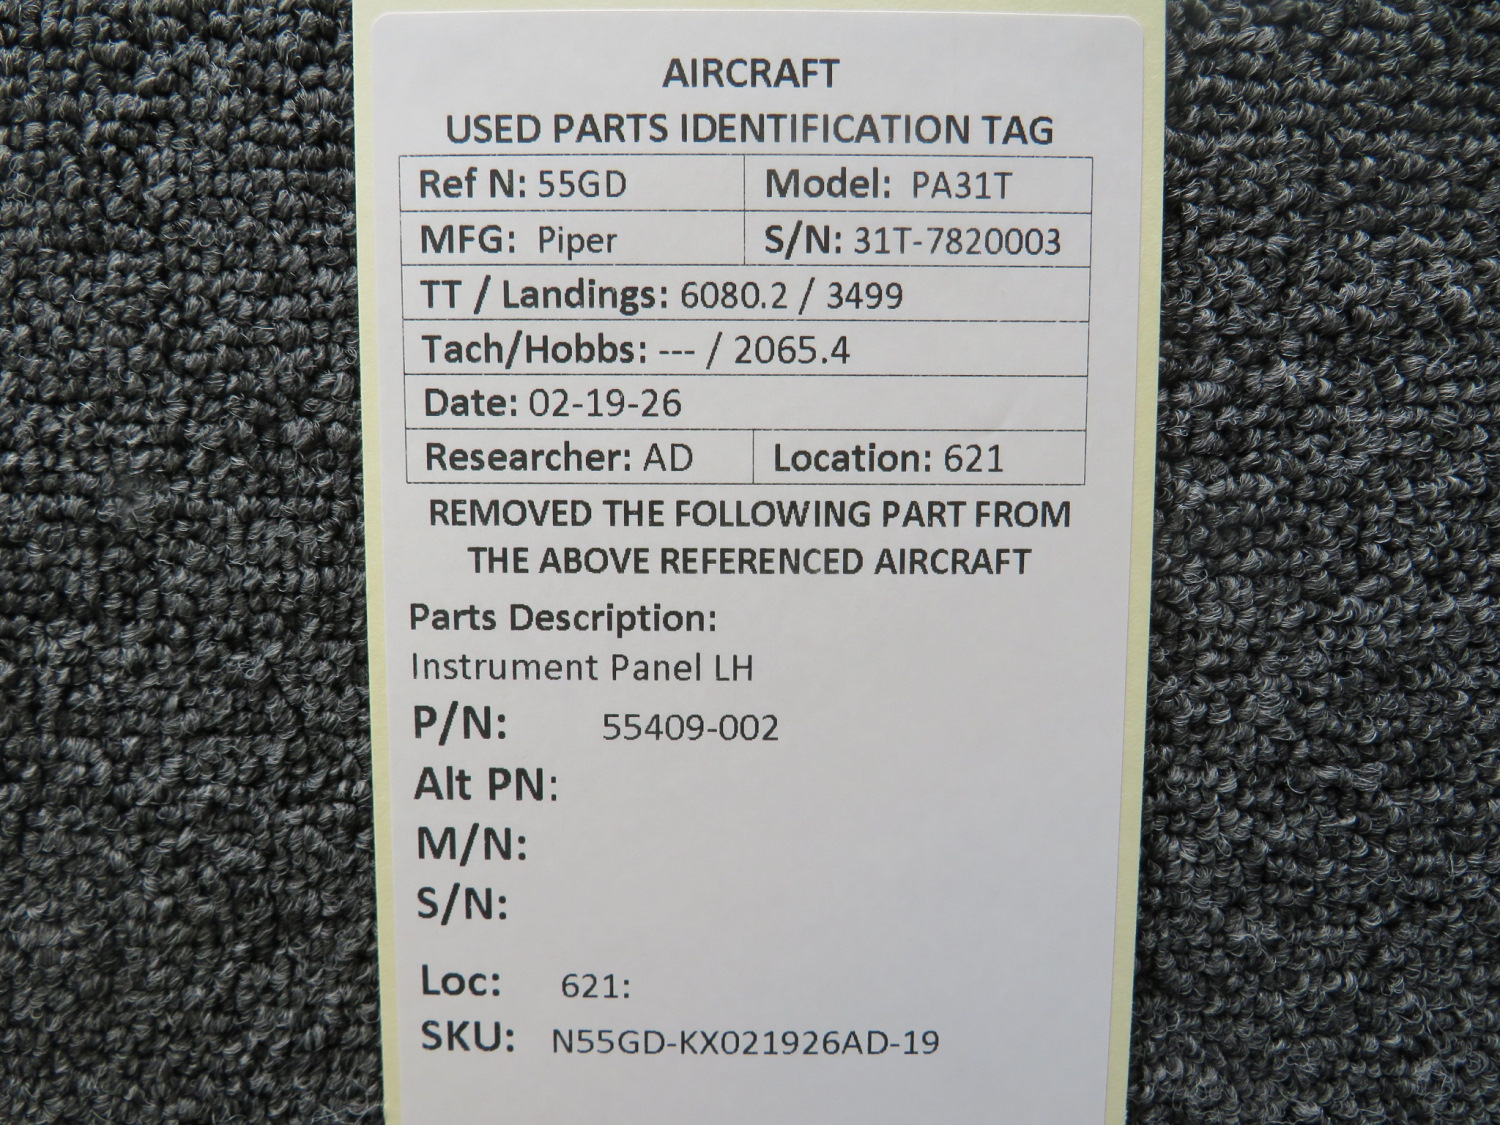 AIRCRAFT
USED PARTS IDENTIFICATION TAG
Ref N: 55GD Model: PA31T
MFG: Piper S/N: 31T-7820003
TT / Landings: 6080.2 / 3499
Tach/Hobbs: --- / 2065.4
Date: 02-19-26
Researcher: AD Location: 621
REMOVED THE FOLLOWING PART FROM
THE ABOVE REFERENCED AIRCRAFT
Parts Description:
Instrument Panel LH
P/N: 55409-002
Alt PN:
M/N:
S/N:
Loc: 621:
SKU: N55GD-KX021926AD-19